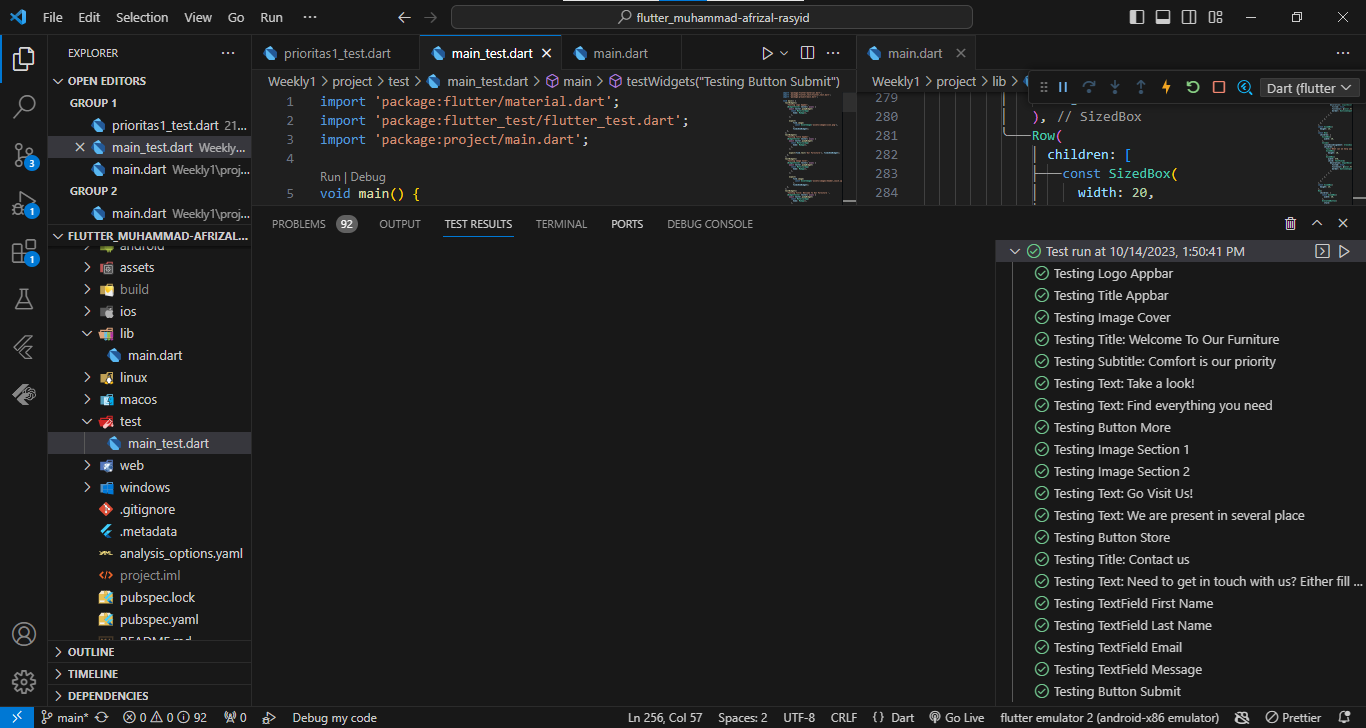 File Edit Selection View Go Run ··· flutter_muhammad-afrizal-rasyid
EXPLORER ···
OPEN EDITORS
GROUP 1
prioritas1_test.dart 21...
main_test.dart Weekly...
main.dart Weekly1\proj...
GROUP 2
main.dart Weekly1\proj...
FLUTTER_MUHAMMAD-AFRIZAL...
android
assets
build
ios
lib
main.dart
linux
macos
test
main_test.dart
web
windows
.gitignore
.metadata
analysis_options.yaml
project.iml
pubspec.lock
pubspec.yaml
README.md
OUTLINE
TIMELINE
DEPENDENCIES
3
1
1
prioritas1_test.dart main_test.dart main.dart
Weekly1 > project > test > main_test.dart > main > testWidgets("Testing Button Submit")
1 import 'package:flutter/material.dart';
2 import 'package:flutter_test/flutter_test.dart';
3 import 'package:project/main.dart';
4
Run | Debug
5 void main() {
main.dart ···
Weekly1 > project > lib >
Dart (flutter
279
280 ), // SizedBox
281 Row(
282 children: [
283 const SizedBox(
284 width: 20,
PROBLEMS 92 OUTPUT TEST RESULTS TERMINAL PORTS DEBUG CONSOLE
Test run at 10/14/2023, 1:50:41 PM
Testing Logo Appbar
Testing Title Appbar
Testing Image Cover
Testing Title: Welcome To Our Furniture
Testing Subtitle: Comfort is our priority
Testing Text: Take a look!
Testing Text: Find everything you need
Testing Button More
Testing Image Section 1
Testing Image Section 2
Testing Text: Go Visit Us!
Testing Text: We are present in several place
Testing Button Store
Testing Title: Contact us
Testing Text: Need to get in touch with us? Either fill ...
Testing TextField First Name
Testing TextField Last Name
Testing TextField Email
Testing TextField Message
Testing Button Submit
main* 0 0 92 0 Debug my code Ln 256, Col 57 Spaces: 2 UTF-8 CRLF {} Dart Go Live flutter emulator 2 (android-x86 emulator) Prettier